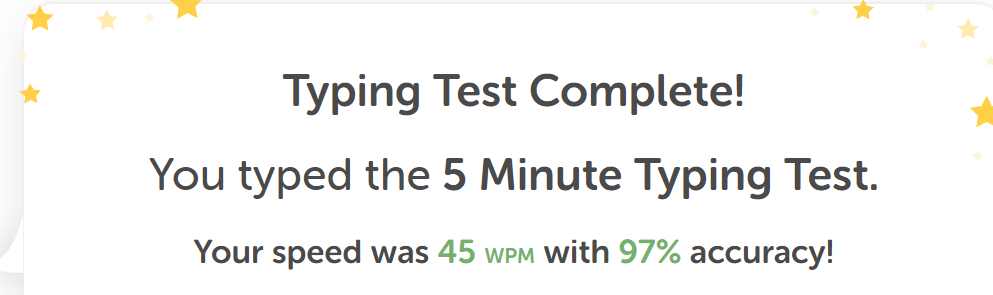 Typing Test Complete!
You typed the 5 Minute Typing Test.
Your speed was 45 WPM with 97% accuracy!